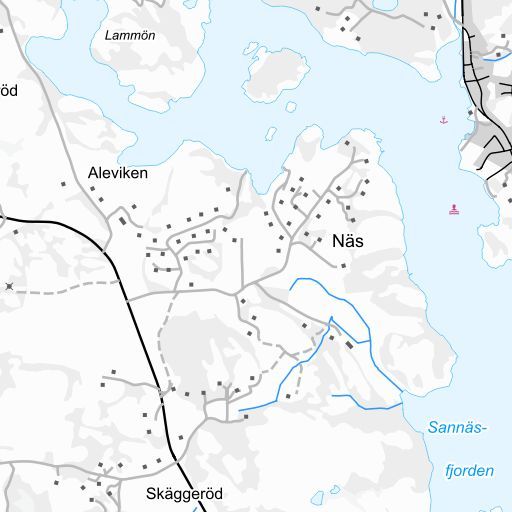 Lammön
öd
Aleviken
Näs
Sannäs-
fjorden
Skäggeröd